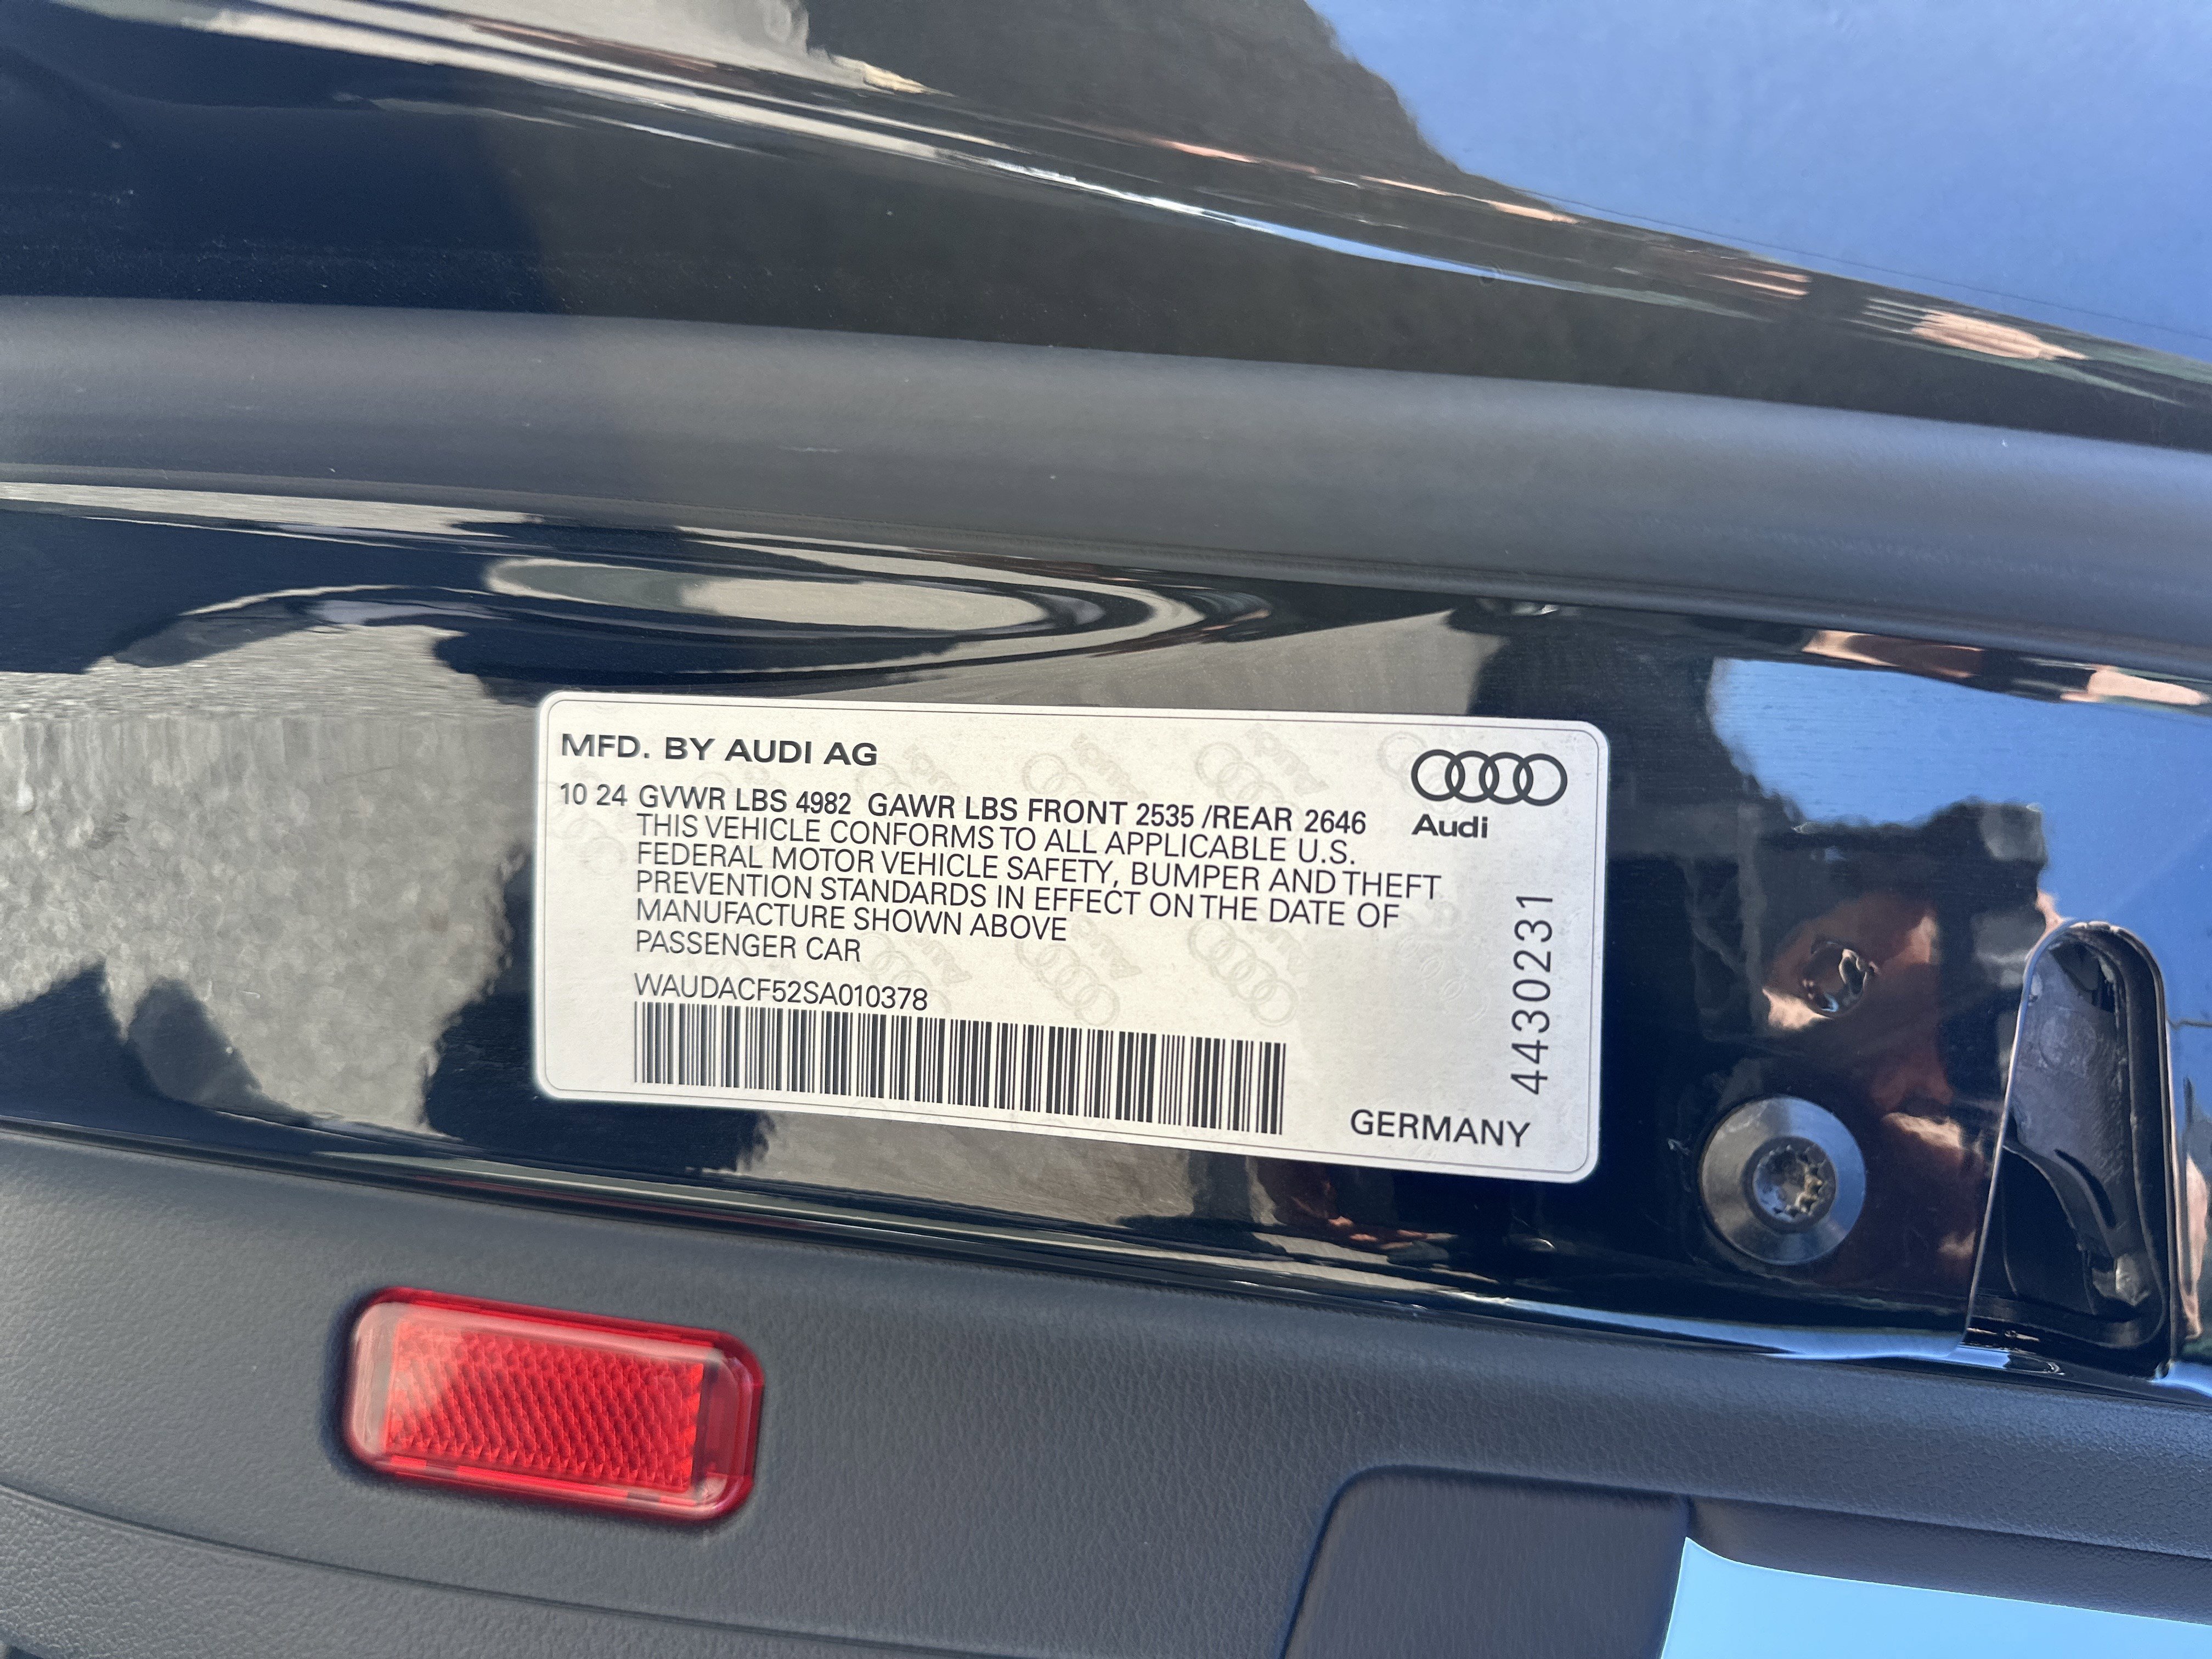 MFD. BY AUDI AG
10 24 GVWR LBS 4982 GAWR LBS FRONT 2535 /REAR 2646
THIS VEHICLE CONFORMS TO ALL APPLICABLE U.S.
FEDERAL MOTOR VEHICLE SAFETY, BUMPER AND THEFT
PREVENTION STANDARDS IN EFFECT ON THE DATE OF
MANUFACTURE SHOWN ABOVE
PASSENGER CAR
WAUDACF52SA010378
Audi
4430231
GERMANY